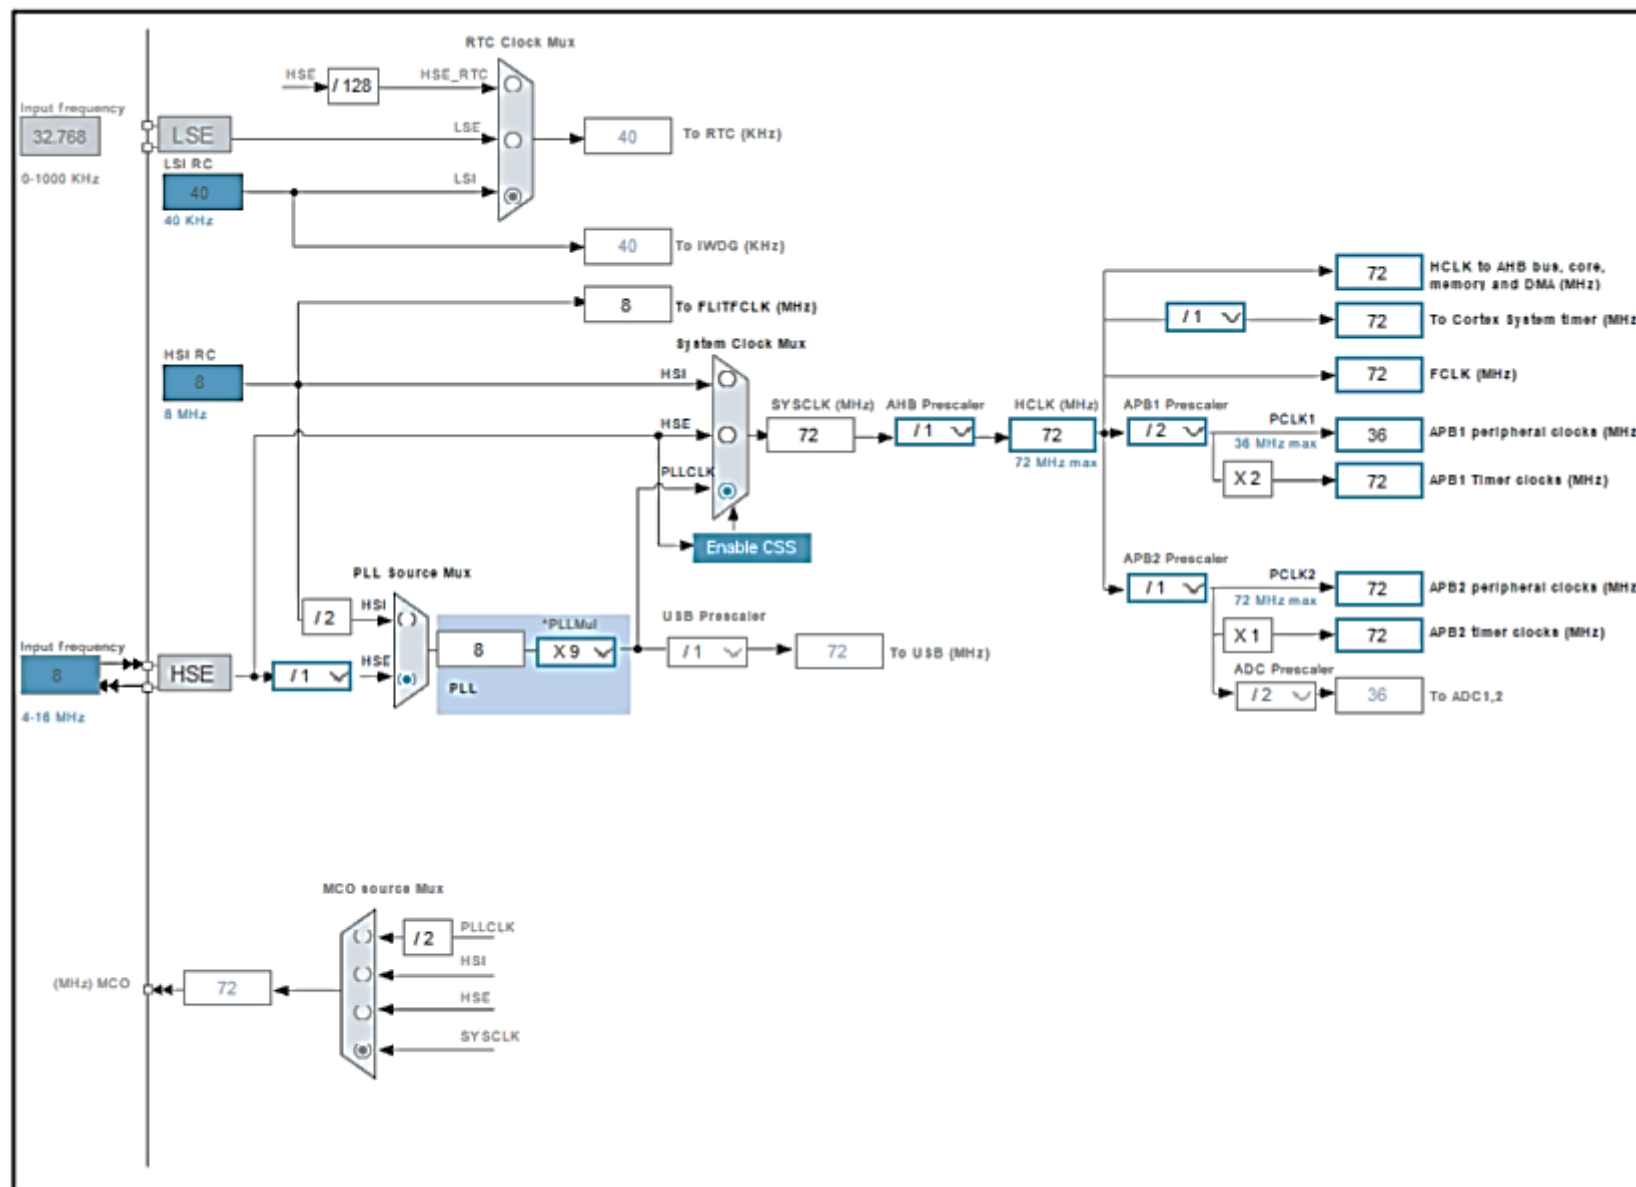 RTC Clock Mux
HSE
/ 128
HSE_RTC
Input frequency
32.768
0-1000 KHz
LSE
LSE
40
To RTC (KHz)
LSI RC
40
40 KHz
LSI
40
To IWDG (KHz)
8
To FLITFCLK (MHz)
HSI RC
8
8 MHz
System Clock Mux
HSI
HSE
PLLCLK
Enable CSS
SYSCLK (MHz)
72
AHB Prescaler
/ 1
HCLK (MHz)
72
72 MHz max
72
HCLK to AHB bus, core,
memory and DMA (MHz)
/ 1
72
To Cortex System timer (MHz
72
FCLK (MHz)
APB1 Prescaler
/ 2
PCLK1
36 MHz max
36
APB1 peripheral clocks (MHz
X 2
72
APB1 Timer clocks (MHz)
APB2 Prescaler
/ 1
PCLK2
72 MHz max
72
APB2 peripheral clocks (MHz
X 1
72
APB2 timer clocks (MHz)
ADC Prescaler
/ 2
36
To ADC1,2
PLL Source Mux
/ 2
HSI
Input frequency
8
4-16 MHz
HSE
/ 1
HSE
8
*PLLMul
X 9
PLL
USB Prescaler
/ 1
72
To USB (MHz)
MCO source Mux
/ 2
PLLCLK
HSI
HSE
SYSCLK
(MHz) MCO
72